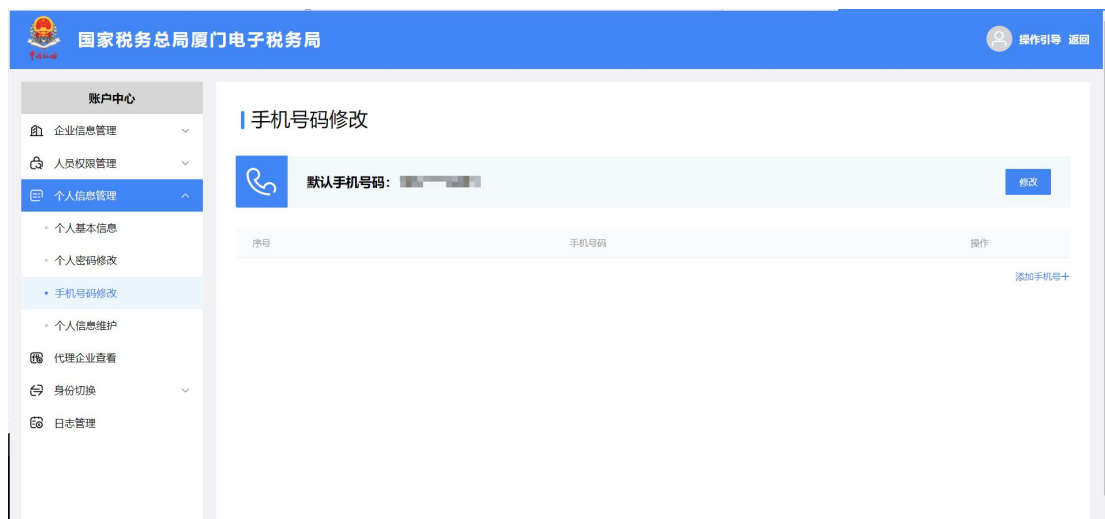 国家税务总局厦门电子税务局
操作引导 返回
账户中心
企业信息管理
人员权限管理
个人信息管理
个人基本信息
个人密码修改
手机号码修改
个人信息维护
代理企业查看
身份切换
日志管理
手机号码修改
默认手机号码：
修改
序号 手机号码 操作
添加手机号+